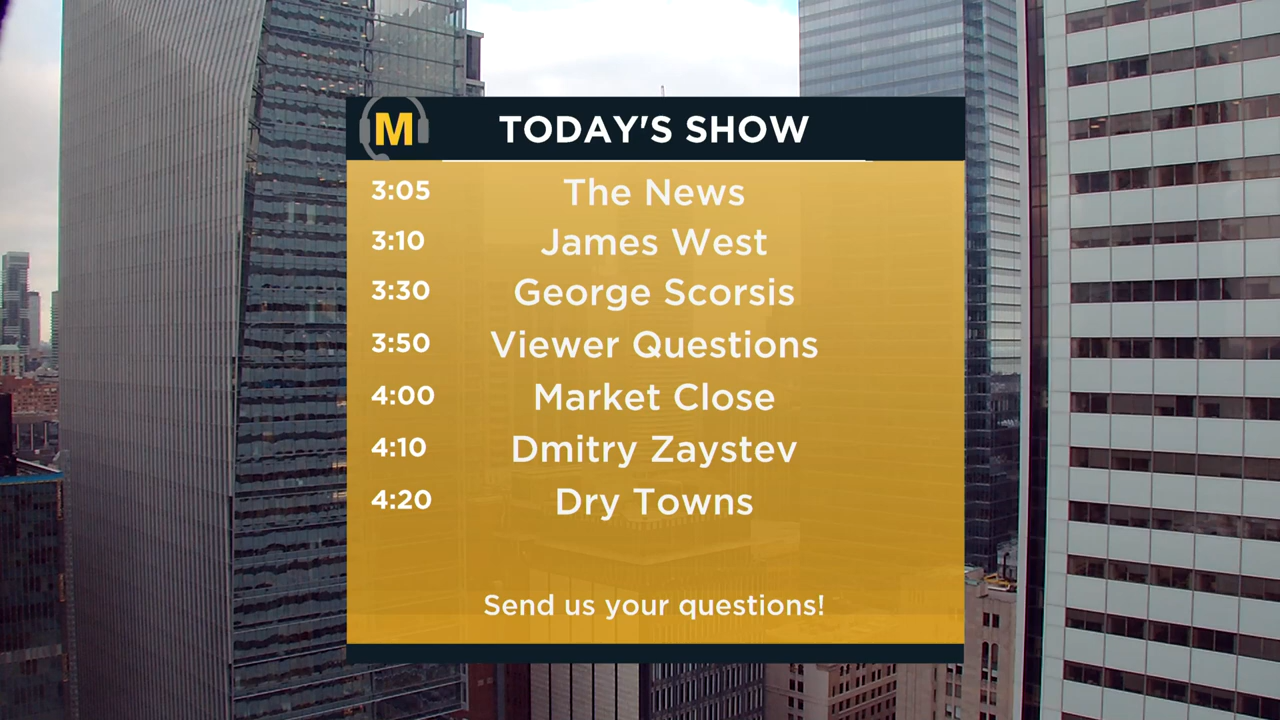 M
TODAY'S SHOW
3:05 The News
3:10 James West
3:30 George Scorsis
3:50 Viewer Questions
4:00 Market Close
4:10 Dmitry Zaystev
4:20 Dry Towns
Send us your questions!